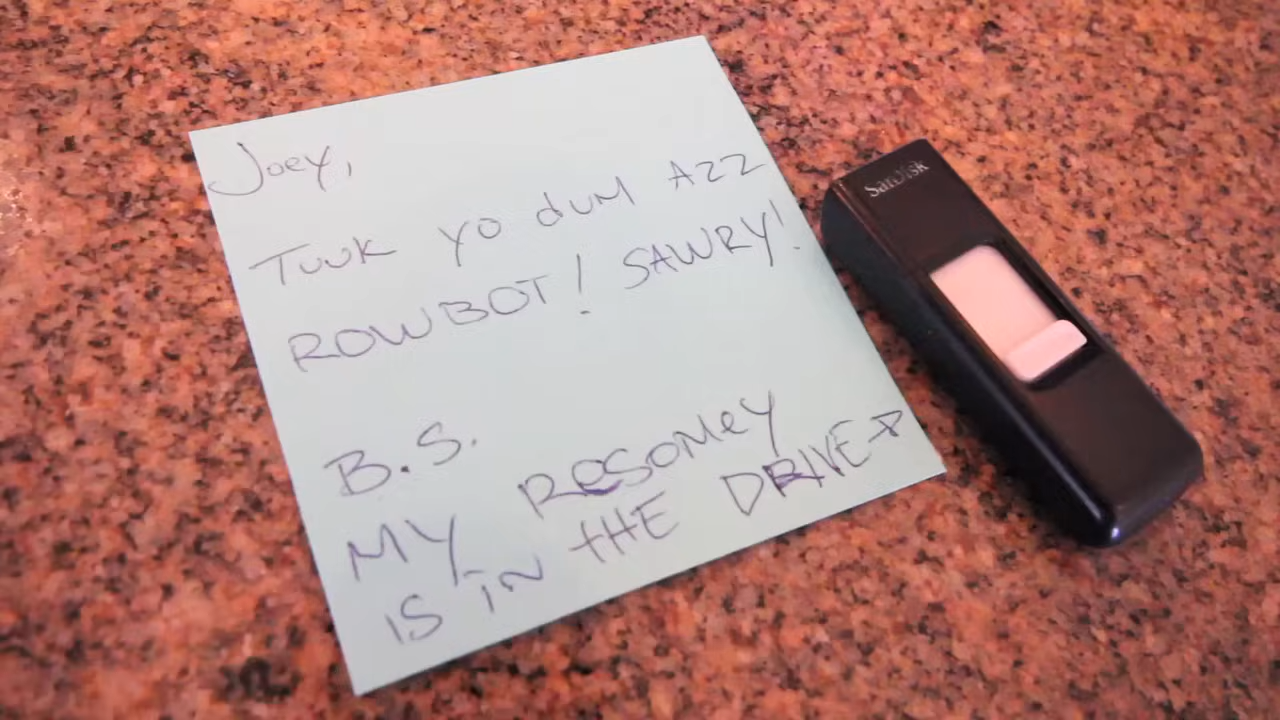 Joey,
TUUK YO dUM AZZ
ROWBOT! SAWRY!
B.S.
MY RESOMeY
IS IN tHE DRIVE→
SanDisk